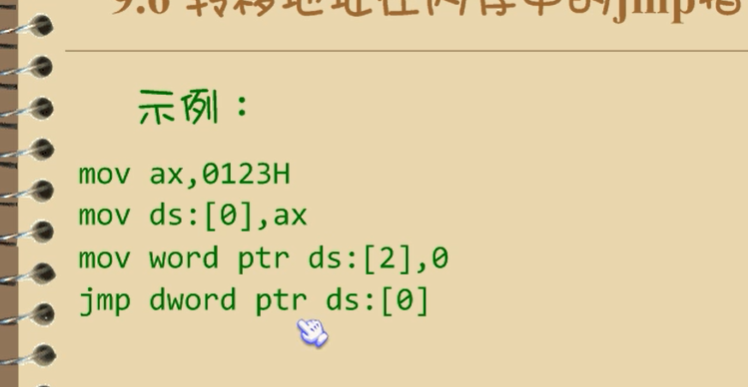 9.6 转移地址在内存中的jmp指
示例：
mov ax,0123H
mov ds:[0],ax
mov word ptr ds:[2],0
jmp dword ptr ds:[0]